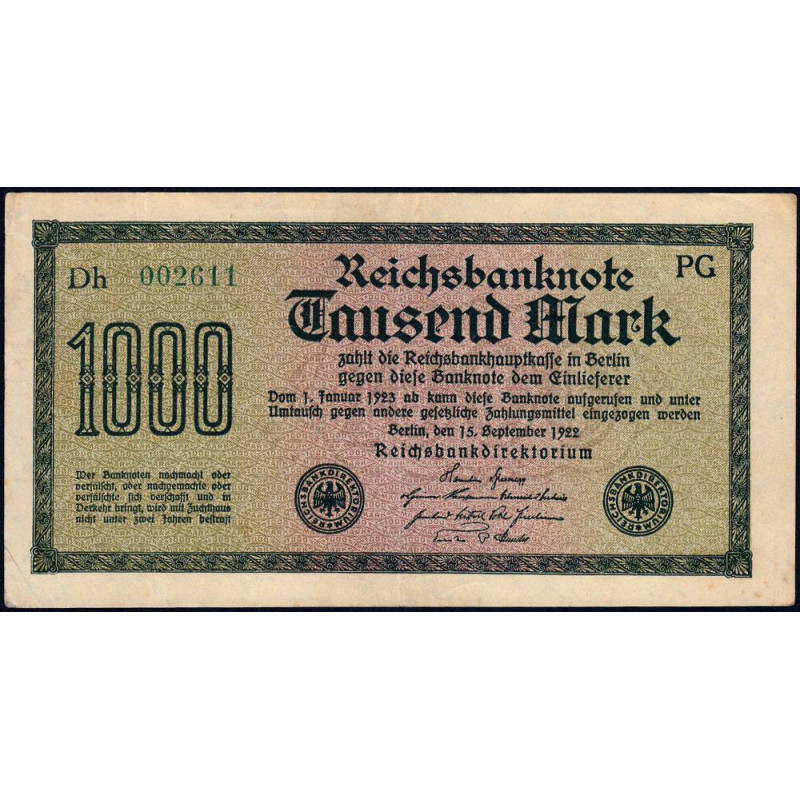 Dh 002611
PG
Reichsbanknote
Tausend Mark
1000
zahlt die Reichsbankhauptkasse in Berlin
gegen diese Banknote dem Einlieferer
Vom 1. Januar 1923 ab kann diese Banknote aufgerufen und unter
Umtausch gegen andere gesetzliche Zahlungsmittel eingezogen werden
Berlin, den 15. September 1922
Reichsbankdirektorium
Wer Banknoten nachmacht oder
verfälscht, oder nachgemachte oder
verfälschte sich verschafft und in
Verkehr bringt, wird mit Zuchthaus
nicht unter zwei Jahren bestraft
REICHSBANKDIREKTORIUM
REICHSBANKDIREKTORIUM